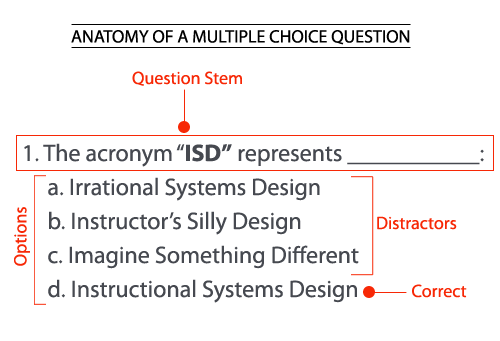 ANATOMY OF A MULTIPLE CHOICE QUESTION
Question Stem
1. The acronym “ISD” represents ____________:
a. Irrational Systems Design
b. Instructor’s Silly Design
c. Imagine Something Different
d. Instructional Systems Design
Options
Distractors
Correct